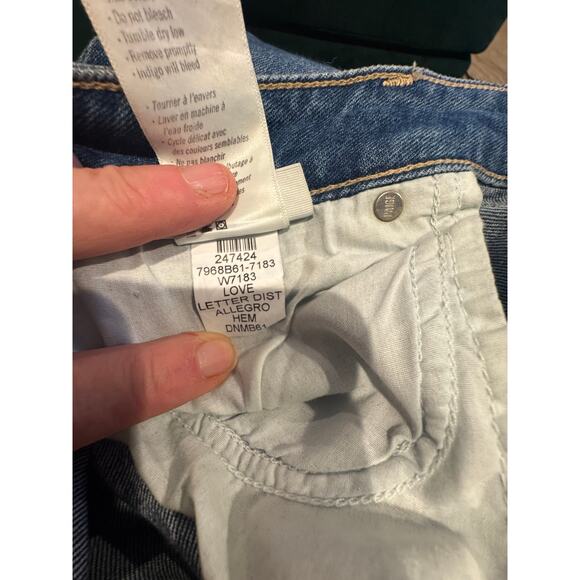 • Do not bleach
• Tumble dry low
• Remove promptly
• Indigo will bleed
• Tourner à l'envers
• Laver en machine à
l'eau froide
• Cycle délicat avec
des couleurs semblables
• Ne pas blanchir
247424
7968B61-7183
W7183
LOVE
LETTER DIST
ALLEGRO
HEM
DNMB61
PAIGE